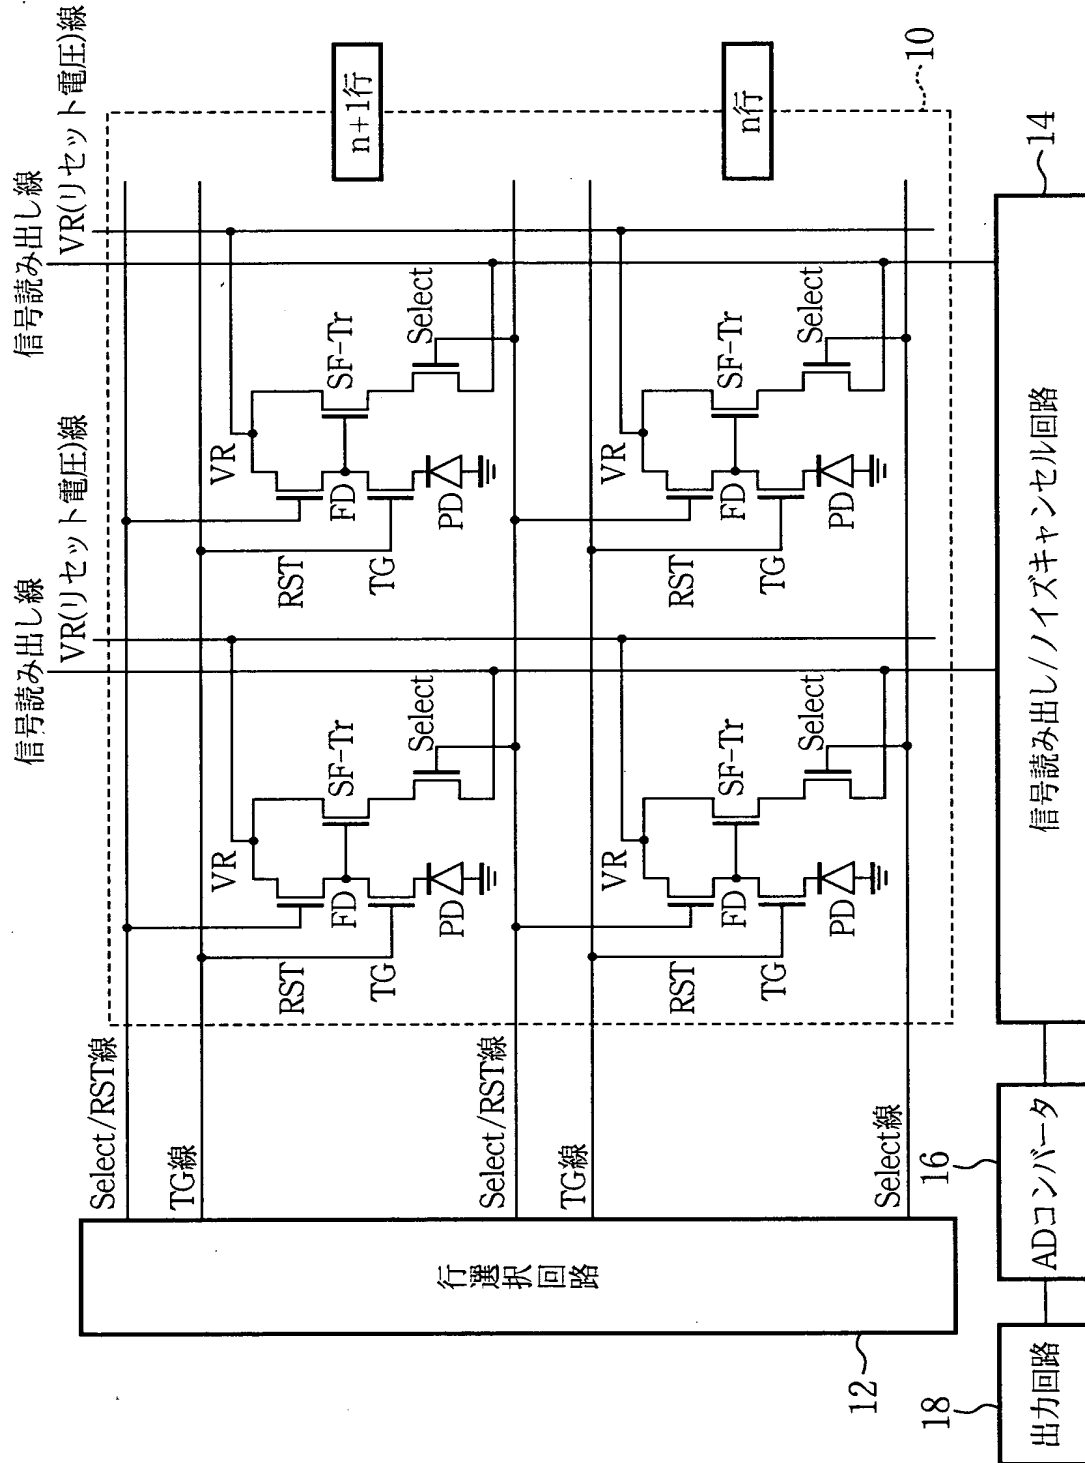 信号読み出し線
VR(リセット電圧)線
信号読み出し線
VR(リセット電圧)線
Select/RST線
TG線
Select/RST線
TG線
Select線
n+1行
n行
10
VR
SF-Tr
Select
RST
FD
TG
PD
VR
SF-Tr
Select
RST
FD
TG
PD
VR
SF-Tr
Select
RST
FD
TG
PD
VR
SF-Tr
Select
RST
FD
TG
PD
行選択回路
12
信号読み出し/ノイズキャンセル回路
14
ADコンバータ
16
出力回路
18